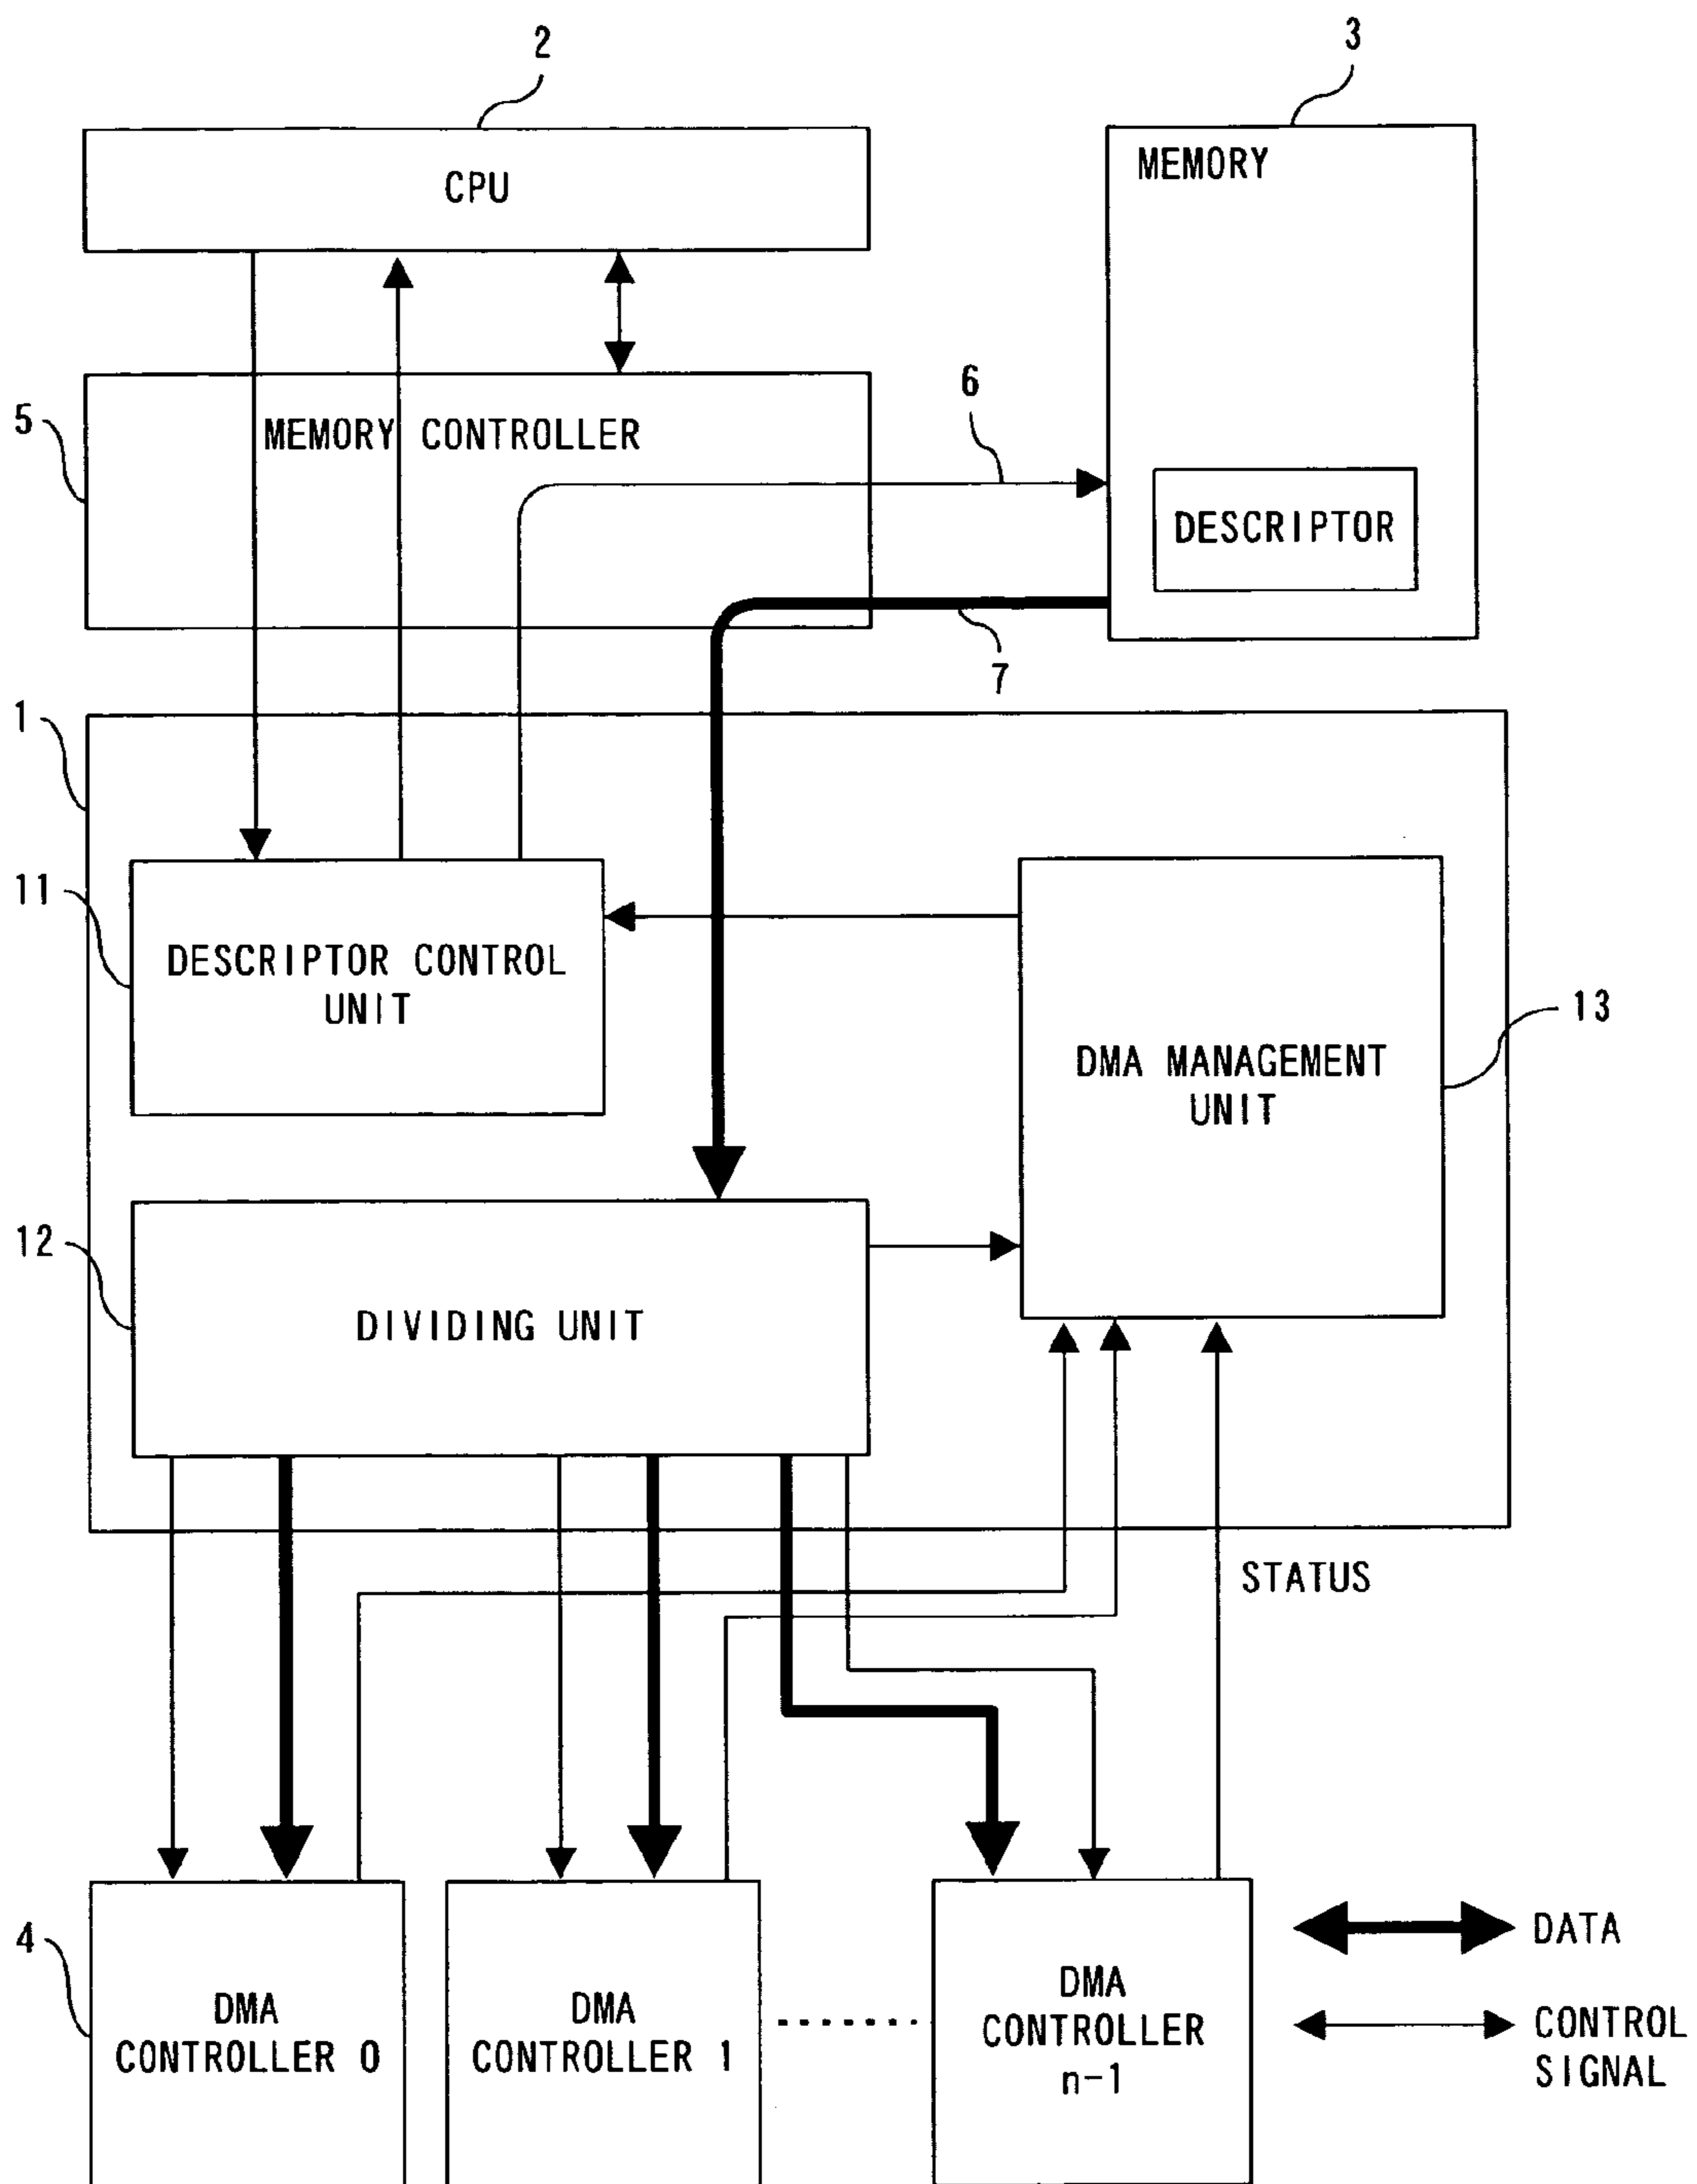 2
3
CPU
MEMORY
5
MEMORY CONTROLLER
6
DESCRIPTOR
7
1
11
DESCRIPTOR CONTROL
UNIT
DMA MANAGEMENT
UNIT
13
12
DIVIDING UNIT
STATUS
4
DMA
CONTROLLER 0
DMA
CONTROLLER 1
DMA
CONTROLLER
n-1
DATA
CONTROL
SIGNAL